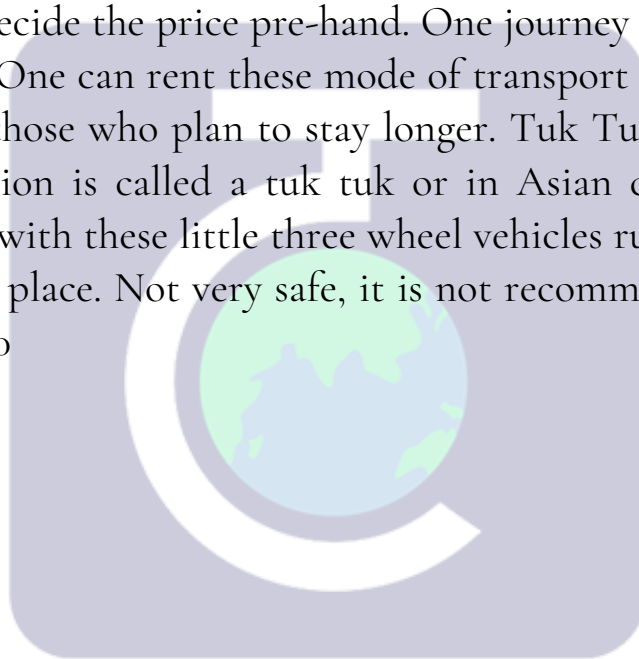 ecide the price pre-hand. One journey
One can rent these mode of transport
hose who plan to stay longer. Tuk Tu
ion is called a tuk tuk or in Asian
with these little three wheel vehicles ru
place. Not very safe, it is not recomm
o